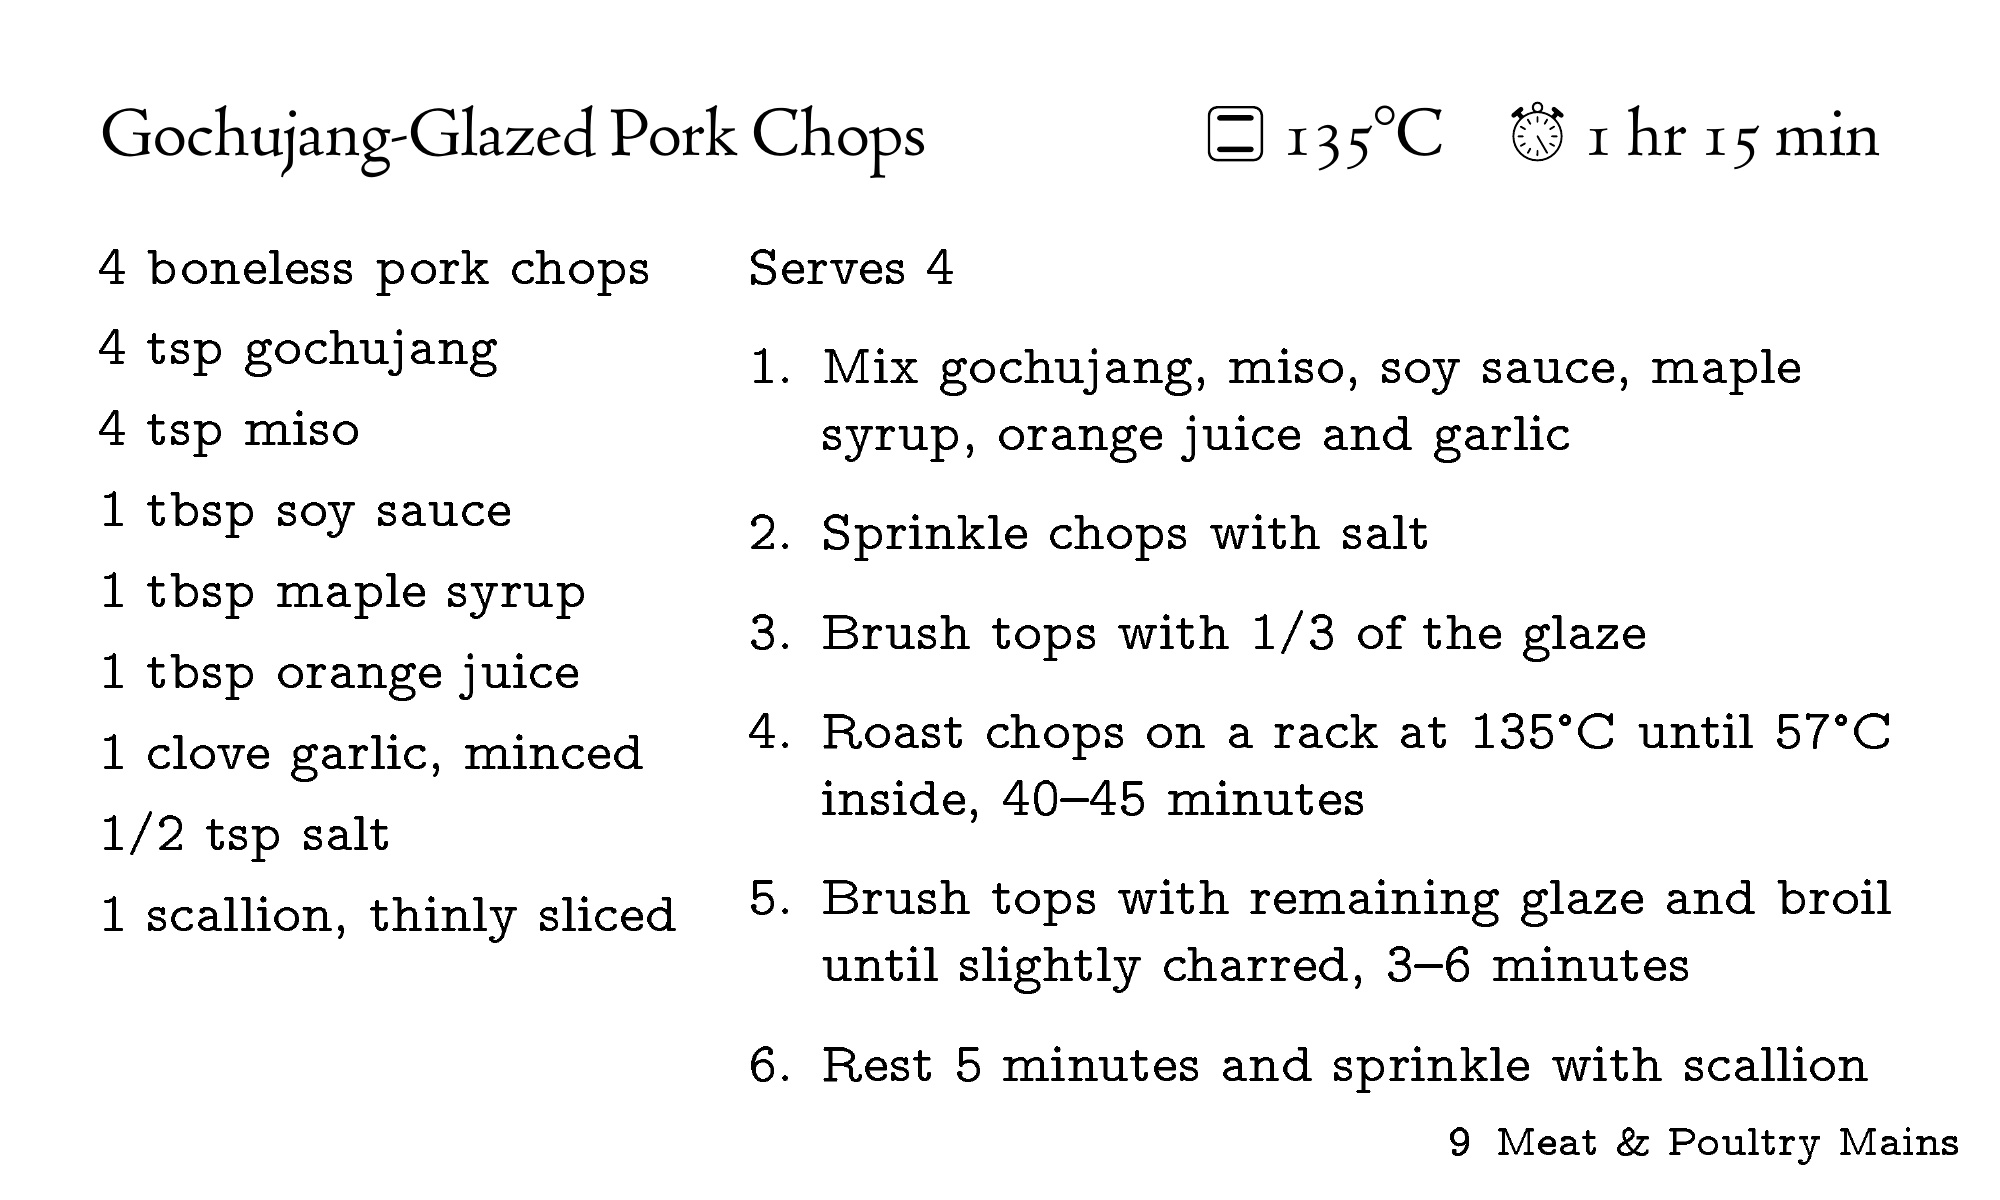 Gochujang-Glazed Pork Chops 135°C 1 hr 15 min
4 boneless pork chops
4 tsp gochujang
4 tsp miso
1 tbsp soy sauce
1 tbsp maple syrup
1 tbsp orange juice
1 clove garlic, minced
1/2 tsp salt
1 scallion, thinly sliced
Serves 4
1. Mix gochujang, miso, soy sauce, maple
syrup, orange juice and garlic
2. Sprinkle chops with salt
3. Brush tops with 1/3 of the glaze
4. Roast chops on a rack at 135°C until 57°C
inside, 40–45 minutes
5. Brush tops with remaining glaze and broil
until slightly charred, 3–6 minutes
6. Rest 5 minutes and sprinkle with scallion
9 Meat & Poultry Mains